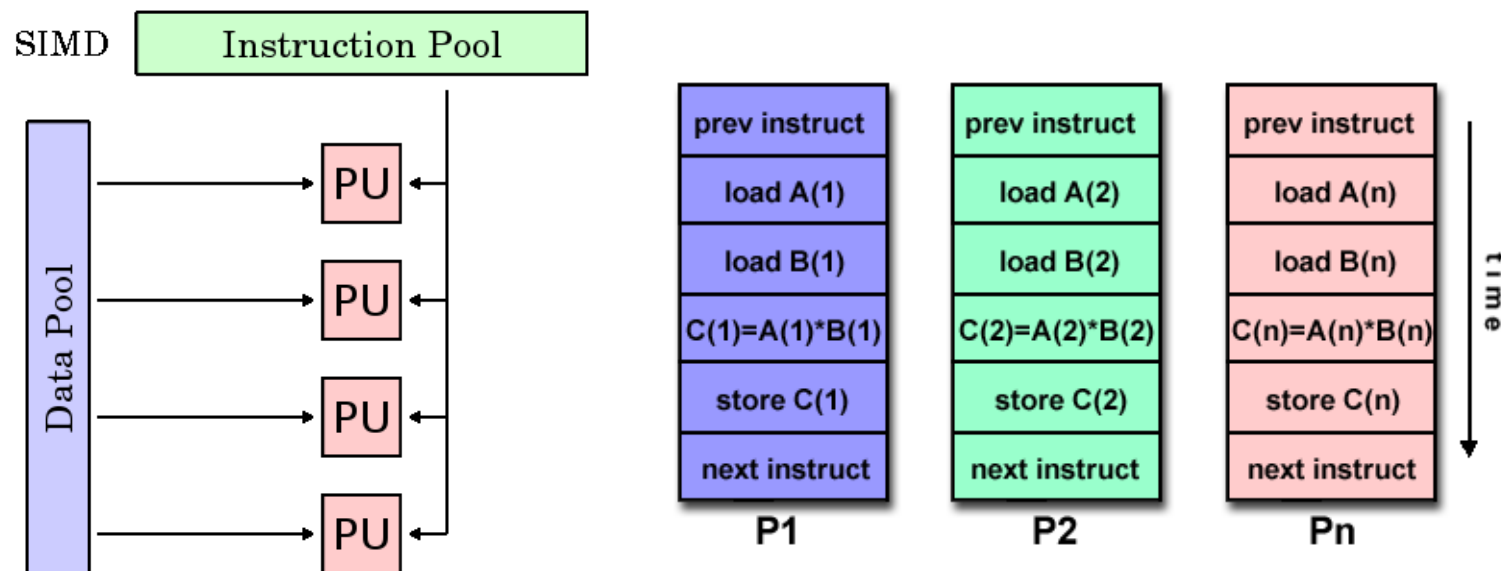 SIMD
Instruction Pool
Data Pool
PU
PU
PU
PU
prev instruct
load A(1)
load B(1)
C(1)=A(1)*B(1)
store C(1)
next instruct
P1
prev instruct
load A(2)
load B(2)
C(2)=A(2)*B(2)
store C(2)
next instruct
P2
prev instruct
load A(n)
load B(n)
C(n)=A(n)*B(n)
store C(n)
next instruct
Pn
time